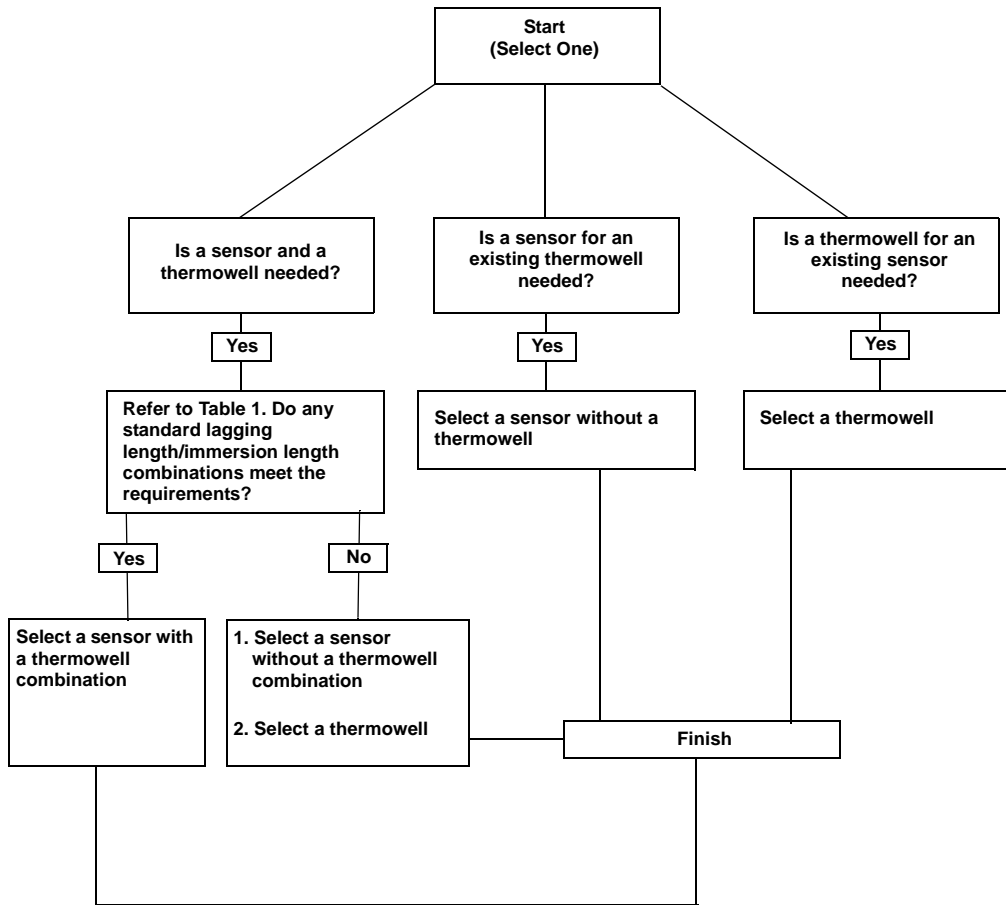 Start
(Select One)
Is a sensor and a
thermowell needed?
Is a sensor for an
existing thermowell
needed?
Is a thermowell for an
existing sensor
needed?
Yes
Yes
Yes
Refer to Table 1. Do any
standard lagging
length/immersion length
combinations meet the
requirements?
Select a sensor without a
thermowell
Select a thermowell
Yes
No
Select a sensor with
a thermowell
combination
1. Select a sensor
without a thermowell
combination
2. Select a thermowell
Finish